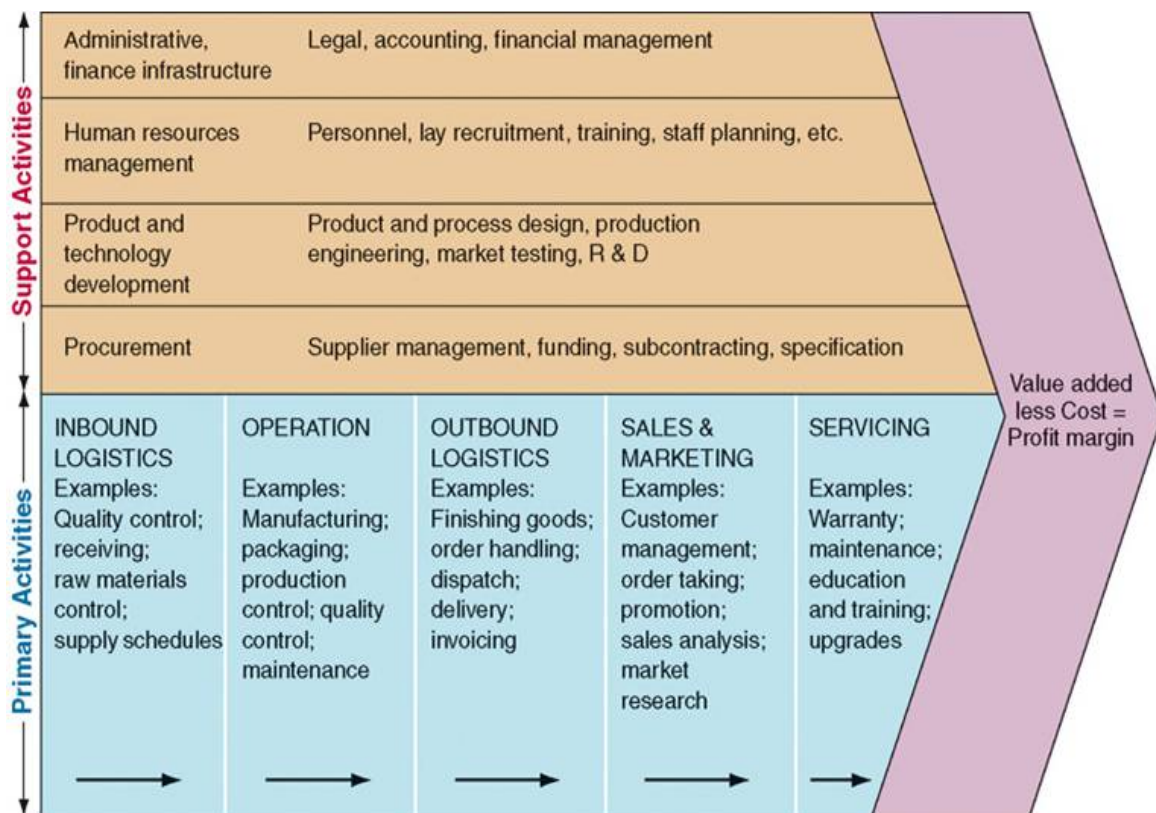 Support Activities
Administrative,
finance infrastructure
Legal, accounting, financial management
Human resources
management
Personnel, lay recruitment, training, staff planning, etc.
Product and
technology
development
Product and process design, production
engineering, market testing, R & D
Procurement
Supplier management, funding, subcontracting, specification
Primary Activities
INBOUND
LOGISTICS
Examples:
Quality control;
receiving;
raw materials
control;
supply schedules
OPERATION
Examples:
Manufacturing;
packaging;
production
control; quality
control;
maintenance
OUTBOUND
LOGISTICS
Examples:
Finishing goods;
order handling;
dispatch;
delivery;
invoicing
SALES &
MARKETING
Examples:
Customer
management;
order taking;
promotion;
sales analysis;
market
research
SERVICING
Examples:
Warranty;
maintenance;
education
and training;
upgrades
Value added
less Cost =
Profit margin